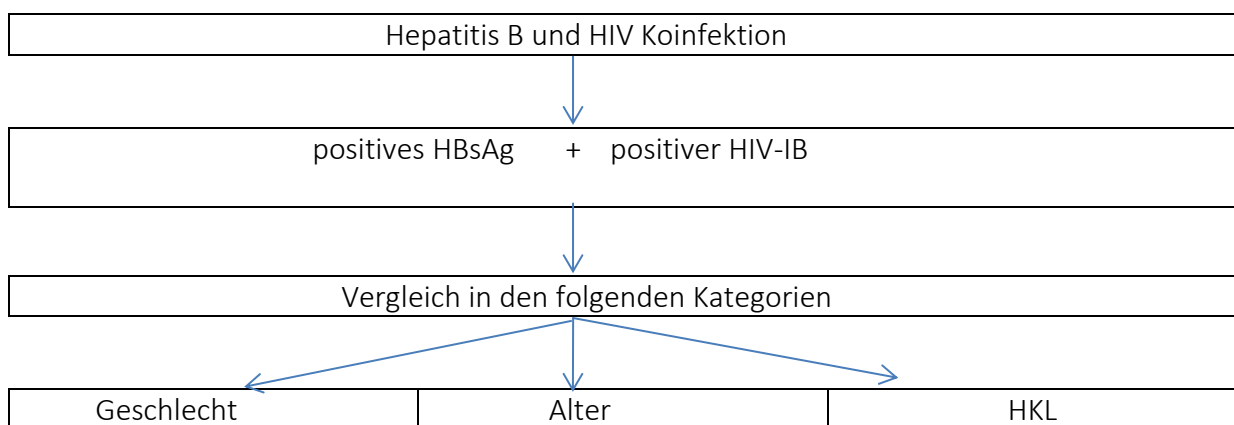 Hepatitis B und HIV Koinfektion
positives HBsAg + positiver HIV-IB
Vergleich in den folgenden Kategorien
Geschlecht Alter HKL